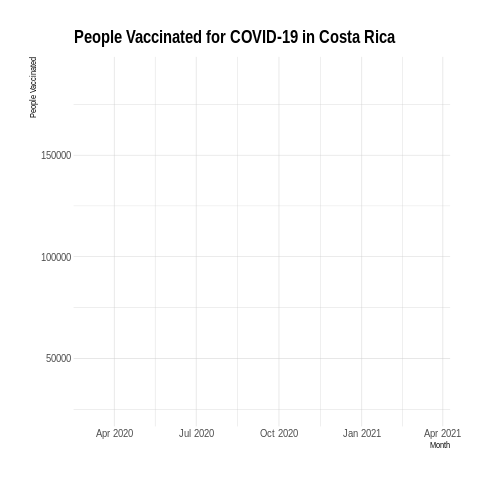 People Vaccinated for COVID-19 in Costa Rica
People Vaccinated
150000
100000
50000
Apr 2020 Jul 2020 Oct 2020 Jan 2021 Apr 2021
Month